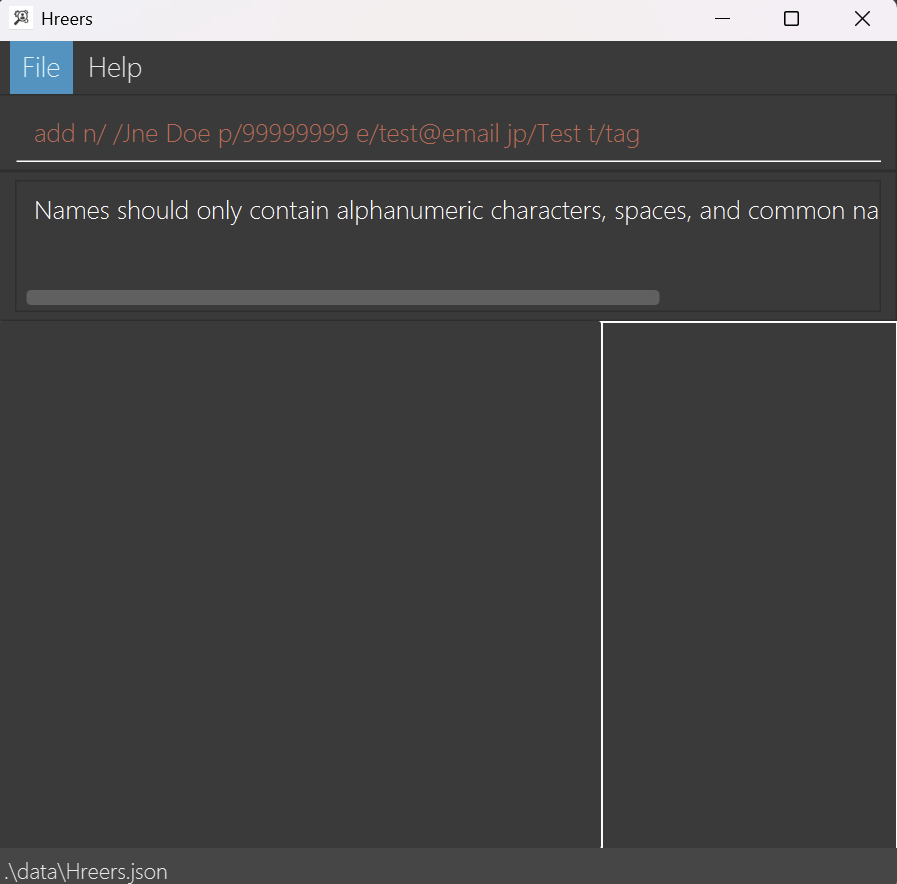 Hreers
File Help
add n/ /Jne Doe p/99999999 e/test@email jp/Test t/tag
Names should only contain alphanumeric characters, spaces, and common na
.\data\Hreers.json